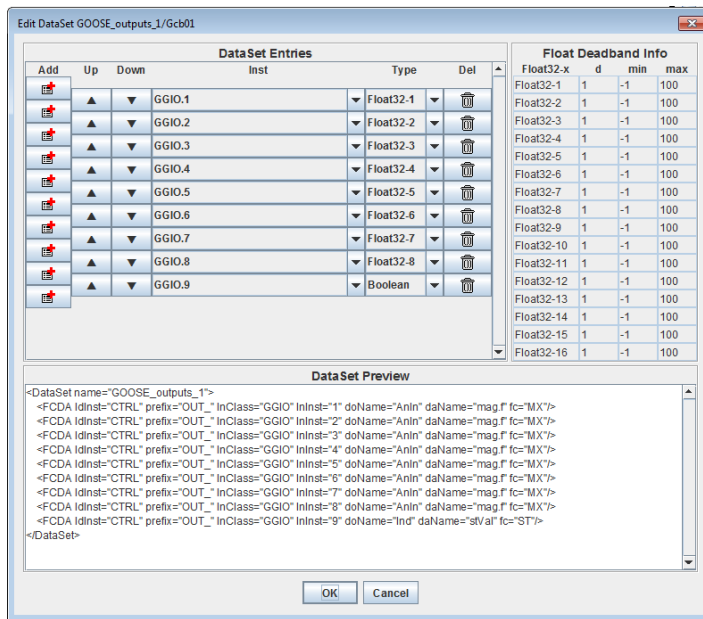 Edit DataSet GOOSE_outputs_1/Gcb01
DataSet Entries
Add Up Down Inst Type Del
GGIO.1 Float32-1
GGIO.2 Float32-2
GGIO.3 Float32-3
GGIO.4 Float32-4
GGIO.5 Float32-5
GGIO.6 Float32-6
GGIO.7 Float32-7
GGIO.8 Float32-8
GGIO.9 Boolean
Float Deadband Info
Float32-x d min max
Float32-1 1 -1 100
Float32-2 1 -1 100
Float32-3 1 -1 100
Float32-4 1 -1 100
Float32-5 1 -1 100
Float32-6 1 -1 100
Float32-7 1 -1 100
Float32-8 1 -1 100
Float32-9 1 -1 100
Float32-10 1 -1 100
Float32-11 1 -1 100
Float32-12 1 -1 100
Float32-13 1 -1 100
Float32-14 1 -1 100
Float32-15 1 -1 100
Float32-16 1 -1 100
DataSet Preview
<DataSet name="GOOSE_outputs_1">
<FCDA ldInst="CTRL" prefix="OUT_" lnClass="GGIO" lnInst="1" doName="AnIn" daName="mag.f" fc="MX"/>
<FCDA ldInst="CTRL" prefix="OUT_" lnClass="GGIO" lnInst="2" doName="AnIn" daName="mag.f" fc="MX"/>
<FCDA ldInst="CTRL" prefix="OUT_" lnClass="GGIO" lnInst="3" doName="AnIn" daName="mag.f" fc="MX"/>
<FCDA ldInst="CTRL" prefix="OUT_" lnClass="GGIO" lnInst="4" doName="AnIn" daName="mag.f" fc="MX"/>
<FCDA ldInst="CTRL" prefix="OUT_" lnClass="GGIO" lnInst="5" doName="AnIn" daName="mag.f" fc="MX"/>
<FCDA ldInst="CTRL" prefix="OUT_" lnClass="GGIO" lnInst="6" doName="AnIn" daName="mag.f" fc="MX"/>
<FCDA ldInst="CTRL" prefix="OUT_" lnClass="GGIO" lnInst="7" doName="AnIn" daName="mag.f" fc="MX"/>
<FCDA ldInst="CTRL" prefix="OUT_" lnClass="GGIO" lnInst="8" doName="AnIn" daName="mag.f" fc="MX"/>
<FCDA ldInst="CTRL" prefix="OUT_" lnClass="GGIO" lnInst="9" doName="Ind" daName="stVal" fc="ST"/>
</DataSet>
OK Cancel